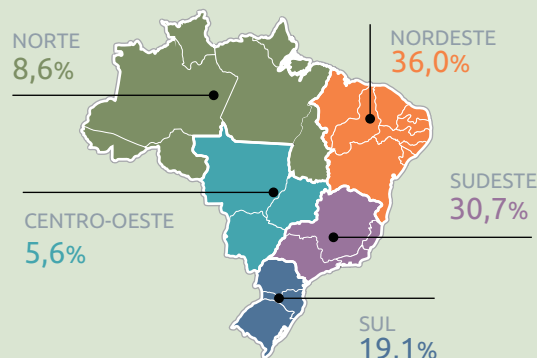 NORTE
8,6%
NORDESTE
36,0%
SUDESTE
30,7%
CENTRO-OESTE
5,6%
SUL
19,1%